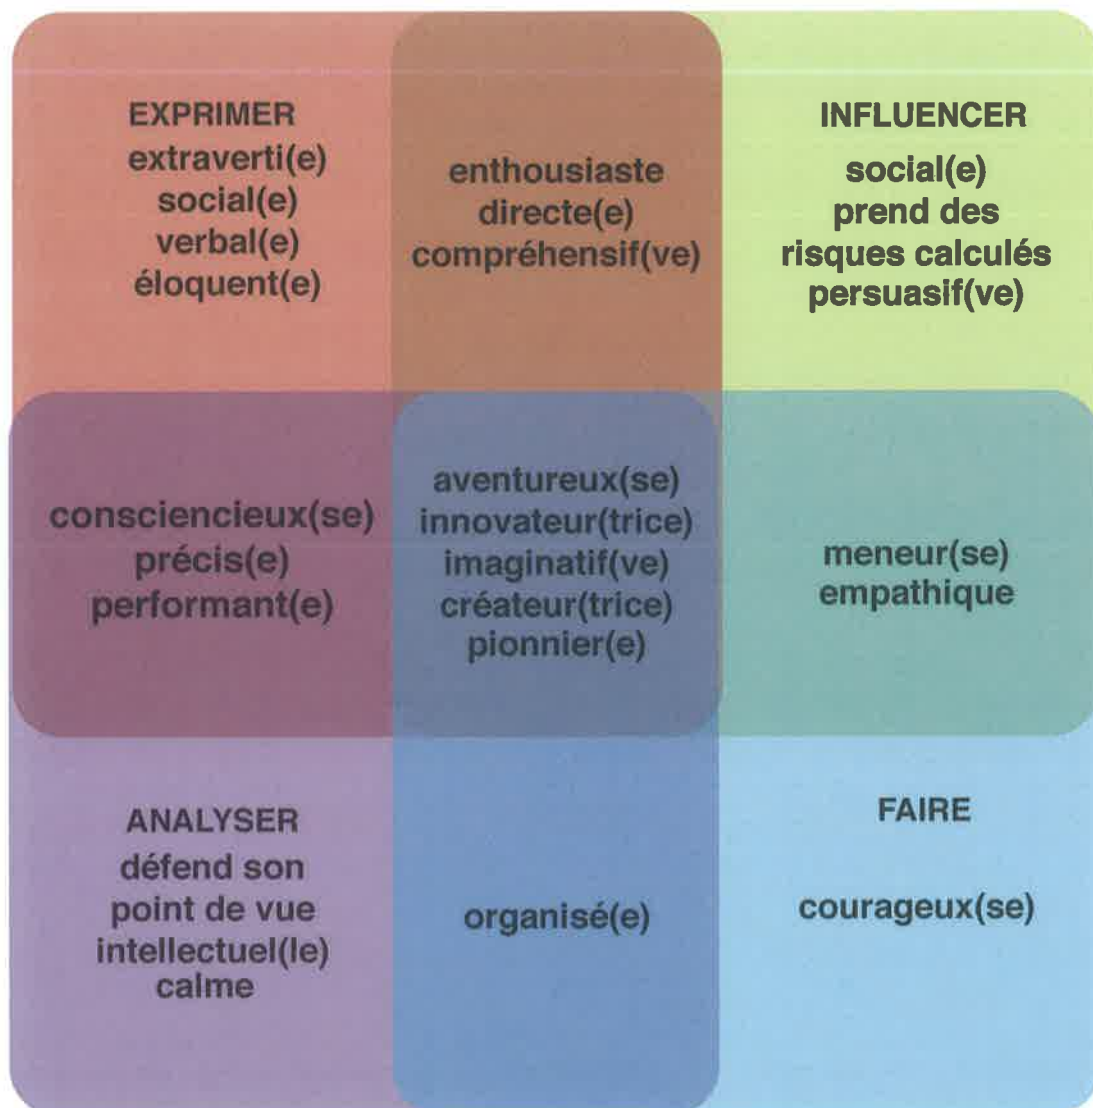 EXPRIMER
extraverti(e)
social(e)
verbal(e)
éloquent(e)
enthousiaste
directe(e)
compréhensif(ve)
INFLUENCER
social(e)
prend des
risques calculés
persuasif(ve)
consciencieux(se)
précis(e)
performant(e)
aventureux(se)
innovateur(trice)
imaginatif(ve)
créateur(trice)
pionnier(e)
meneur(se)
empathique
ANALYSER
défend son
point de vue
intellectuel(le)
calme
organisé(e)
FAIRE
courageux(se)